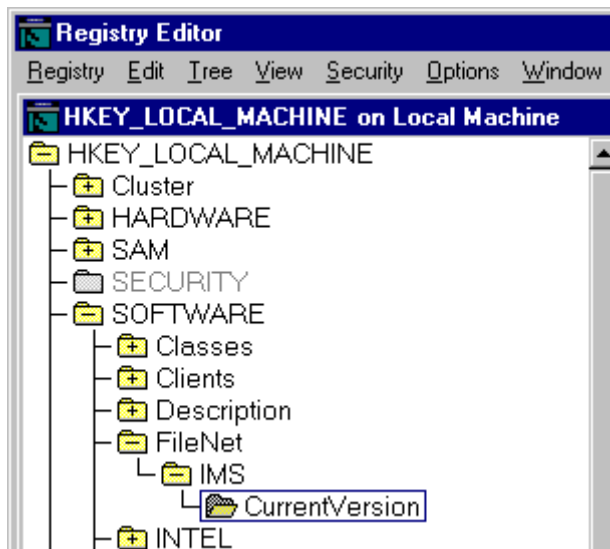 Registry Editor
Registry Edit Tree View Security Options Window
HKEY_LOCAL_MACHINE on Local Machine
HKEY_LOCAL_MACHINE
Cluster
HARDWARE
SAM
SECURITY
SOFTWARE
Classes
Clients
Description
FileNet
IMS
CurrentVersion
INTEL